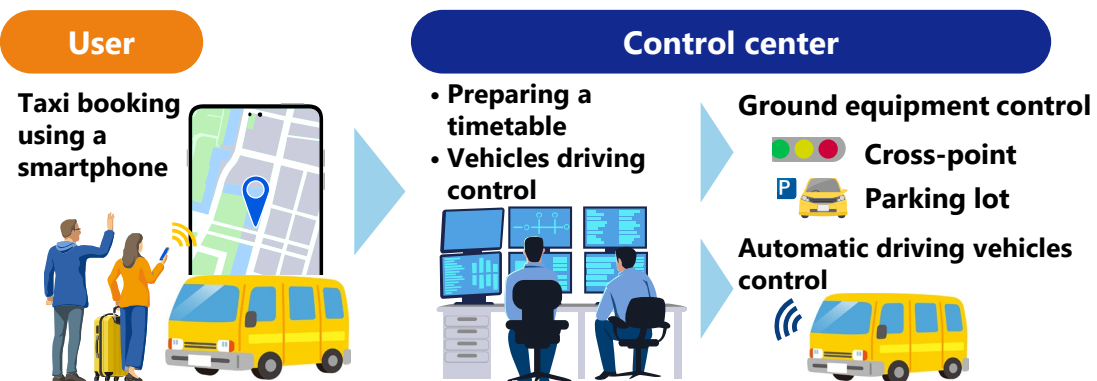 User
Control center
Taxi booking
using a
smartphone
• Preparing a
timetable
• Vehicles driving
control
Ground equipment control
Cross-point
P
Parking lot
Automatic driving vehicles
control